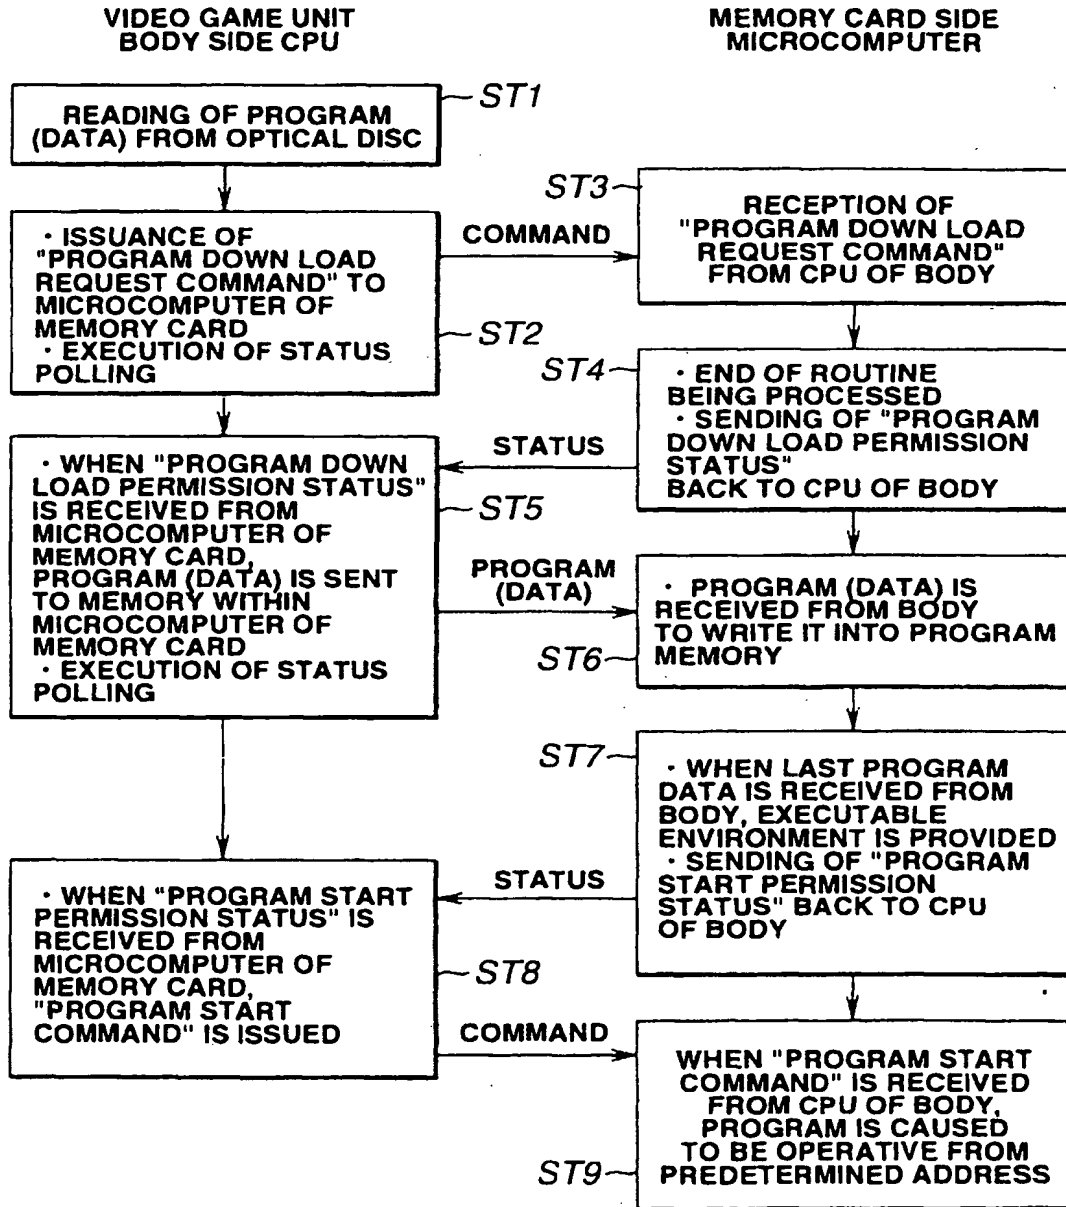 VIDEO GAME UNIT
BODY SIDE CPU
MEMORY CARD SIDE
MICROCOMPUTER
READING OF PROGRAM
(DATA) FROM OPTICAL DISC
ST1
· ISSUANCE OF
"PROGRAM DOWN LOAD
REQUEST COMMAND" TO
MICROCOMPUTER OF
MEMORY CARD
· EXECUTION OF STATUS
POLLING
ST2
COMMAND
ST3
RECEPTION OF
"PROGRAM DOWN LOAD
REQUEST COMMAND"
FROM CPU OF BODY
ST4
· END OF ROUTINE
BEING PROCESSED
· SENDING OF "PROGRAM
DOWN LOAD PERMISSION
STATUS"
BACK TO CPU OF BODY
STATUS
· WHEN "PROGRAM DOWN
LOAD PERMISSION STATUS"
IS RECEIVED FROM
MICROCOMPUTER OF
MEMORY CARD,
PROGRAM (DATA) IS SENT
TO MEMORY WITHIN
MICROCOMPUTER OF
MEMORY CARD
· EXECUTION OF STATUS
POLLING
ST5
PROGRAM
(DATA)
· PROGRAM (DATA) IS
RECEIVED FROM BODY
TO WRITE IT INTO PROGRAM
MEMORY
ST6
ST7
· WHEN LAST PROGRAM
DATA IS RECEIVED FROM
BODY, EXECUTABLE
ENVIRONMENT IS PROVIDED
· SENDING OF "PROGRAM
START PERMISSION
STATUS" BACK TO CPU
OF BODY
STATUS
· WHEN "PROGRAM START
PERMISSION STATUS" IS
RECEIVED FROM
MICROCOMPUTER OF
MEMORY CARD,
"PROGRAM START
COMMAND" IS ISSUED
ST8
COMMAND
WHEN "PROGRAM START
COMMAND" IS RECEIVED
FROM CPU OF BODY,
PROGRAM IS CAUSED
TO BE OPERATIVE FROM
PREDETERMINED ADDRESS
ST9